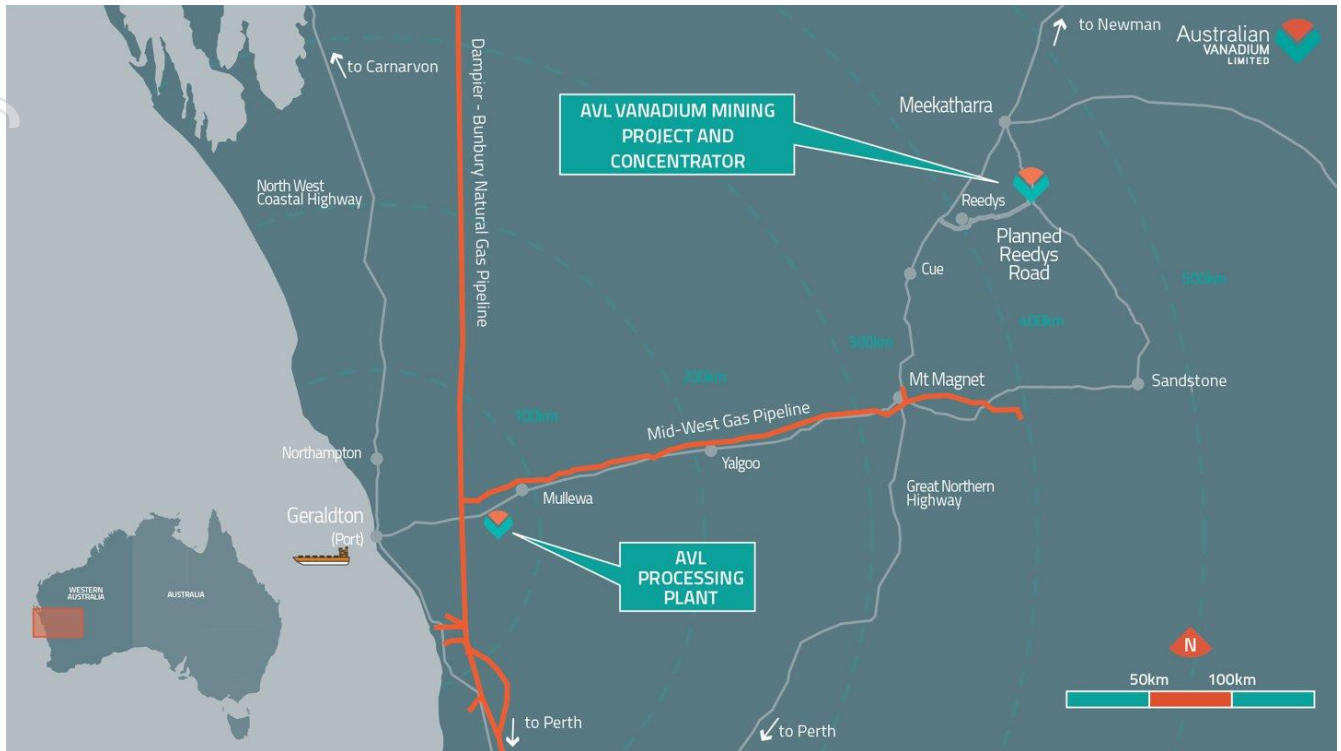 to Newman
Australian
VANADIUM
LIMITED
to Carnarvon
Dampier - Bunbury Natural Gas Pipeline
AVL VANADIUM MINING
PROJECT AND
CONCENTRATOR
Meekatharra
North West
Coastal Highway
Reedys
Planned
Reedys
Road
Cue
500km
400km
300km
200km
100km
Mt Magnet
Sandstone
Mid-West Gas Pipeline
Northampton
Yalgoo
Mullewa
Great Northern
Highway
Geraldton
(Port)
AVL
PROCESSING
PLANT
WESTERN
AUSTRALIA
AUSTRALIA
N
50km
100km
to Perth
to Perth